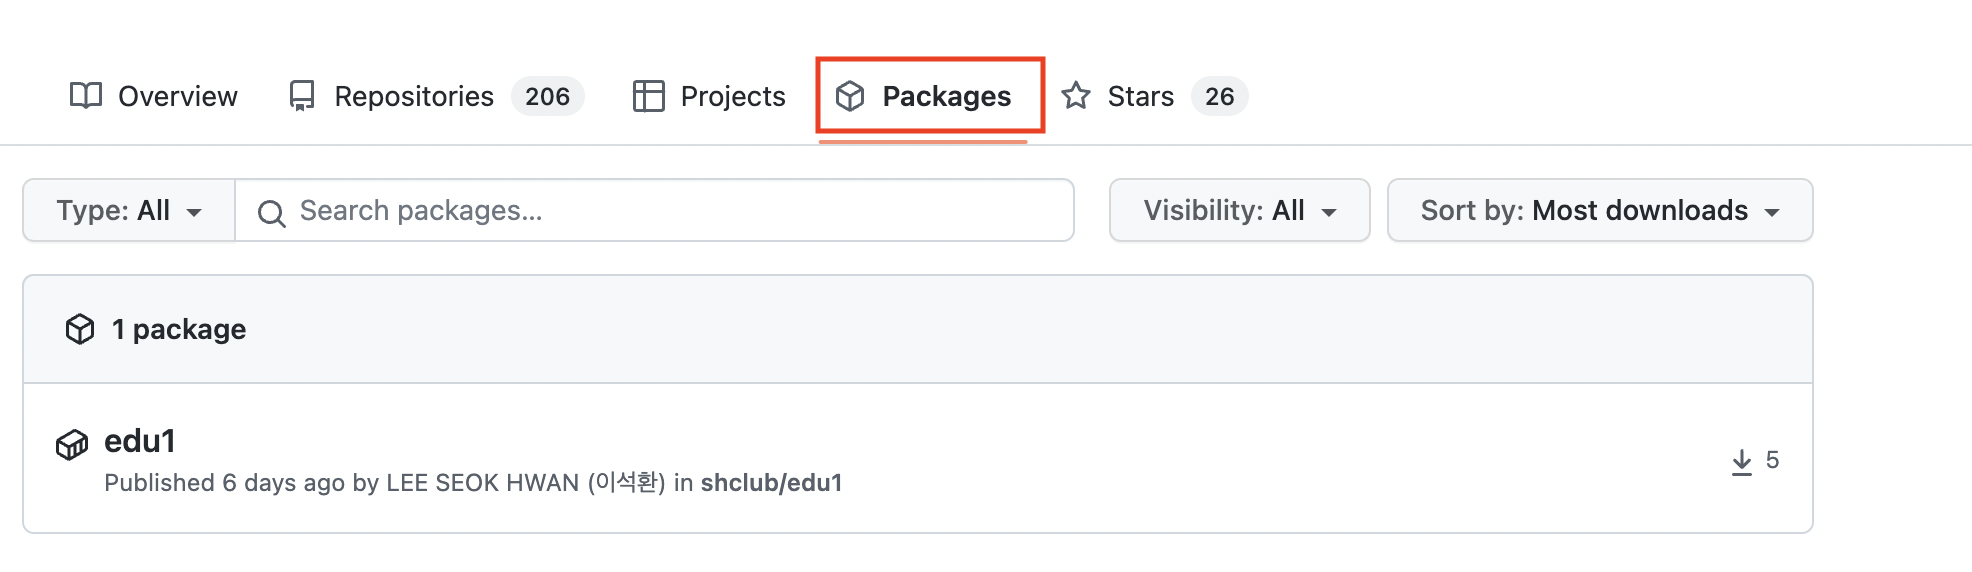 Overview Repositories 206 Projects Packages Stars 26
Type: All Search packages... Visibility: All Sort by: Most downloads
1 package
edu1
Published 6 days ago by LEE SEOK HWAN (이석환) in shclub/edu1
5